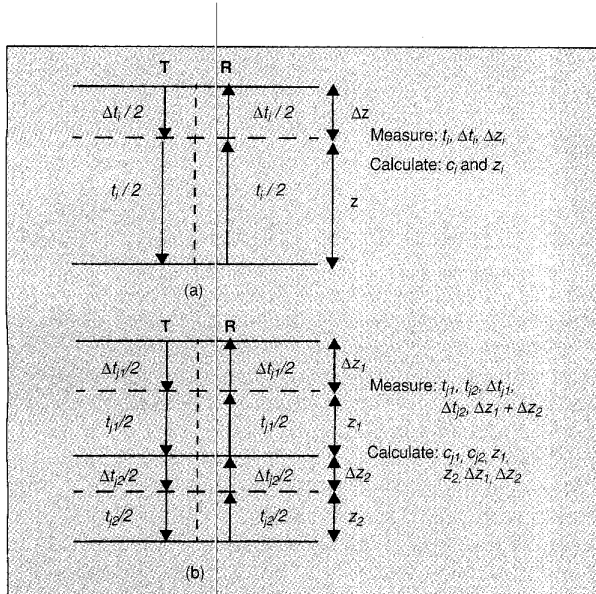 T R
Δtᵢ/2 Δtᵢ/2 Δz
Measure: tᵢ, Δtᵢ, Δzᵢ
Calculate: cᵢ and zᵢ
tᵢ/2 tᵢ/2 z
(a)
T R
Δtⱼ₁/2 Δtⱼ₁/2 Δz₁
Measure: tⱼ₁, tⱼ₂, Δtⱼ₁,
Δtⱼ₂, Δz₁ + Δz₂
tⱼ₁/2 tⱼ₁/2 z₁
Calculate: cⱼ₁, cⱼ₂, z₁,
Δtⱼ₂/2 Δtⱼ₂/2 Δz₂
z₂, Δz₁, Δz₂
tⱼ₂/2 tⱼ₂/2 z₂
(b)